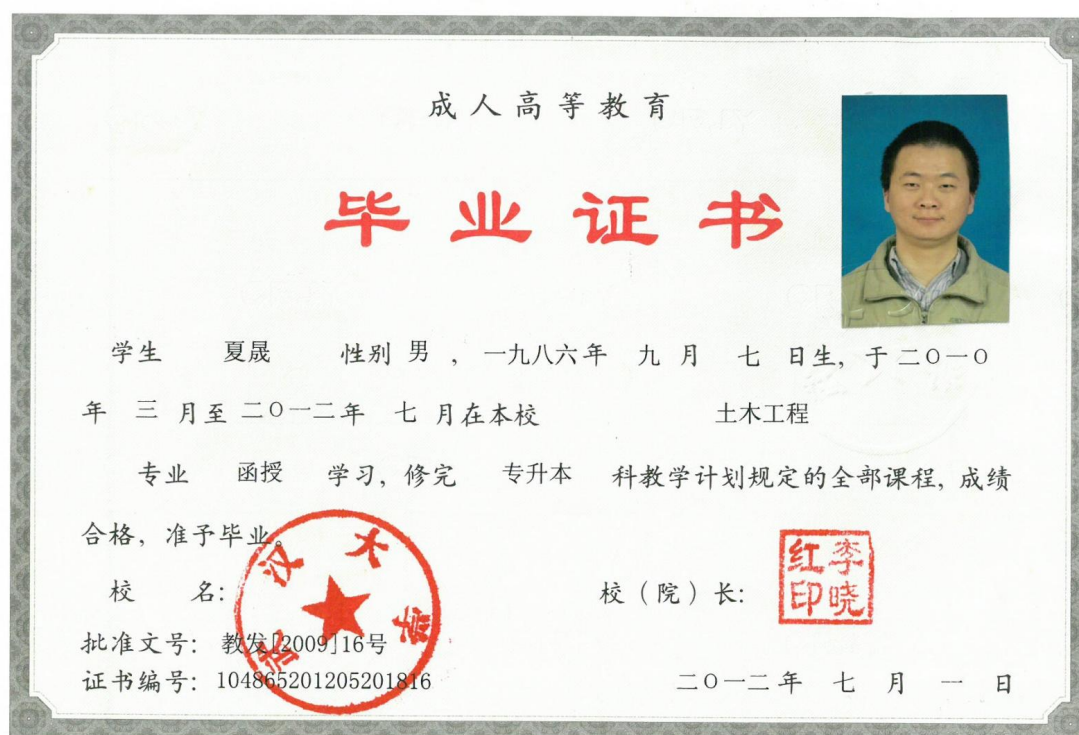 成人高等教育
毕业证书
学生 夏晟 性别 男 ，一九八六年 九 月 七 日生，于二〇一〇
年 三 月至二〇一二年 七 月在本校 土木工程
专业 函授 学习，修完 专升本 科教学计划规定的全部课程，成绩
合格，准予毕业。
校 名： 武汉大学
校（院）长： 李晓红印
批准文号：教发[2009]16号
证书编号：104865201205201816
二〇一二年 七 月 一 日